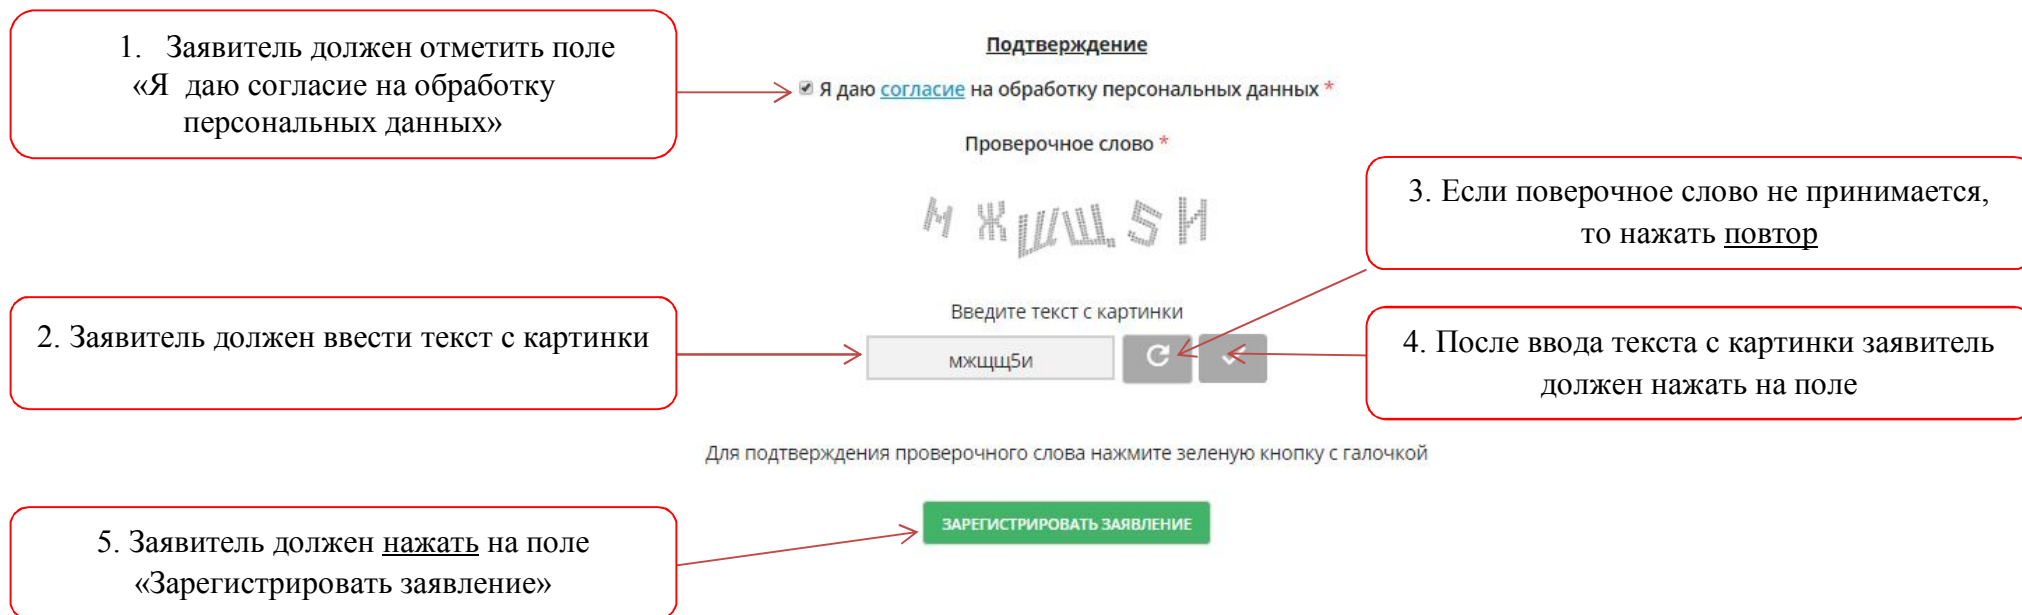 1. Заявитель должен отметить поле
«Я даю согласие на обработку
персональных данных»
Подтверждение
Я даю согласие на обработку персональных данных *
Проверочное слово *
М Ж Ш Щ 5 И
3. Если поверочное слово не принимается,
то нажать повтор
2. Заявитель должен ввести текст с картинки
Введите текст с картинки
мжщщ5и
4. После ввода текста с картинки заявитель
должен нажать на поле
Для подтверждения проверочного слова нажмите зеленую кнопку с галочкой
5. Заявитель должен нажать на поле
«Зарегистрировать заявление»
ЗАРЕГИСТРИРОВАТЬ ЗАЯВЛЕНИЕ